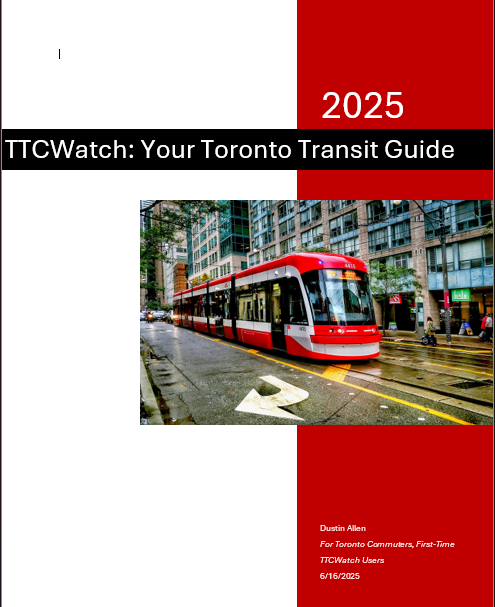 2025
TTCWatch: Your Toronto Transit Guide
Dustin Allen
For Toronto Commuters, First-Time
TTCWatch Users
6/16/2025